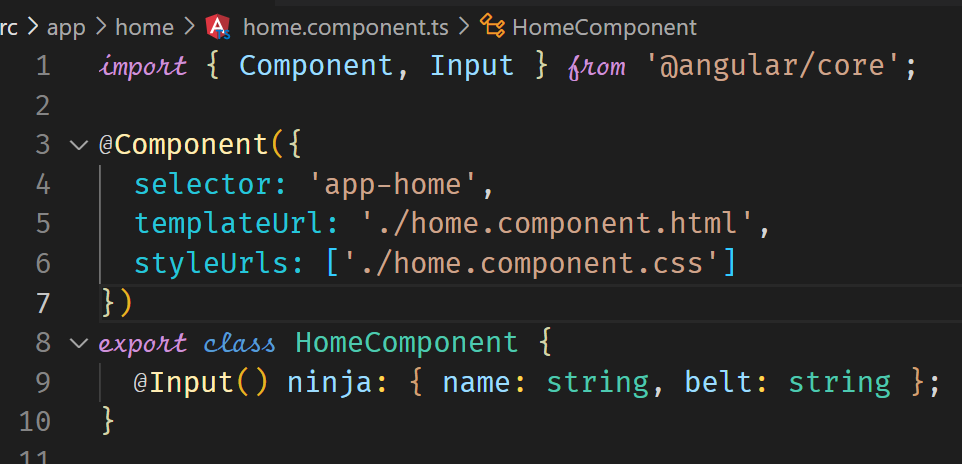 rc > app > home > home.component.ts > HomeComponent
1 import { Component, Input } from '@angular/core';
2
3 @Component({
4 selector: 'app-home',
5 templateUrl: './home.component.html',
6 styleUrls: ['./home.component.css']
7 })
8 export class HomeComponent {
9 @Input() ninja: { name: string, belt: string };
10 }
11